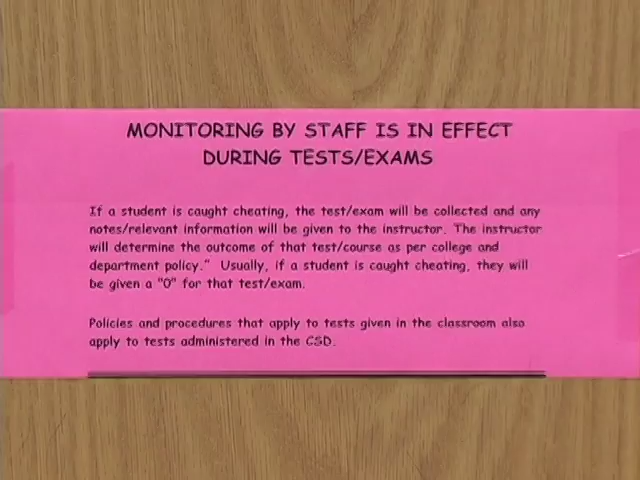 MONITORING BY STAFF IS IN EFFECT
DURING TESTS/EXAMS
If a student is caught cheating, the test/exam will be collected and any
notes/relevant information will be given to the instructor. The instructor
will determine the outcome of that test/course as per college and
department policy." Usually, if a student is caught cheating, they will
be given a "0" for that test/exam.
Policies and procedures that apply to tests given in the classroom also
apply to tests administered in the CSD.